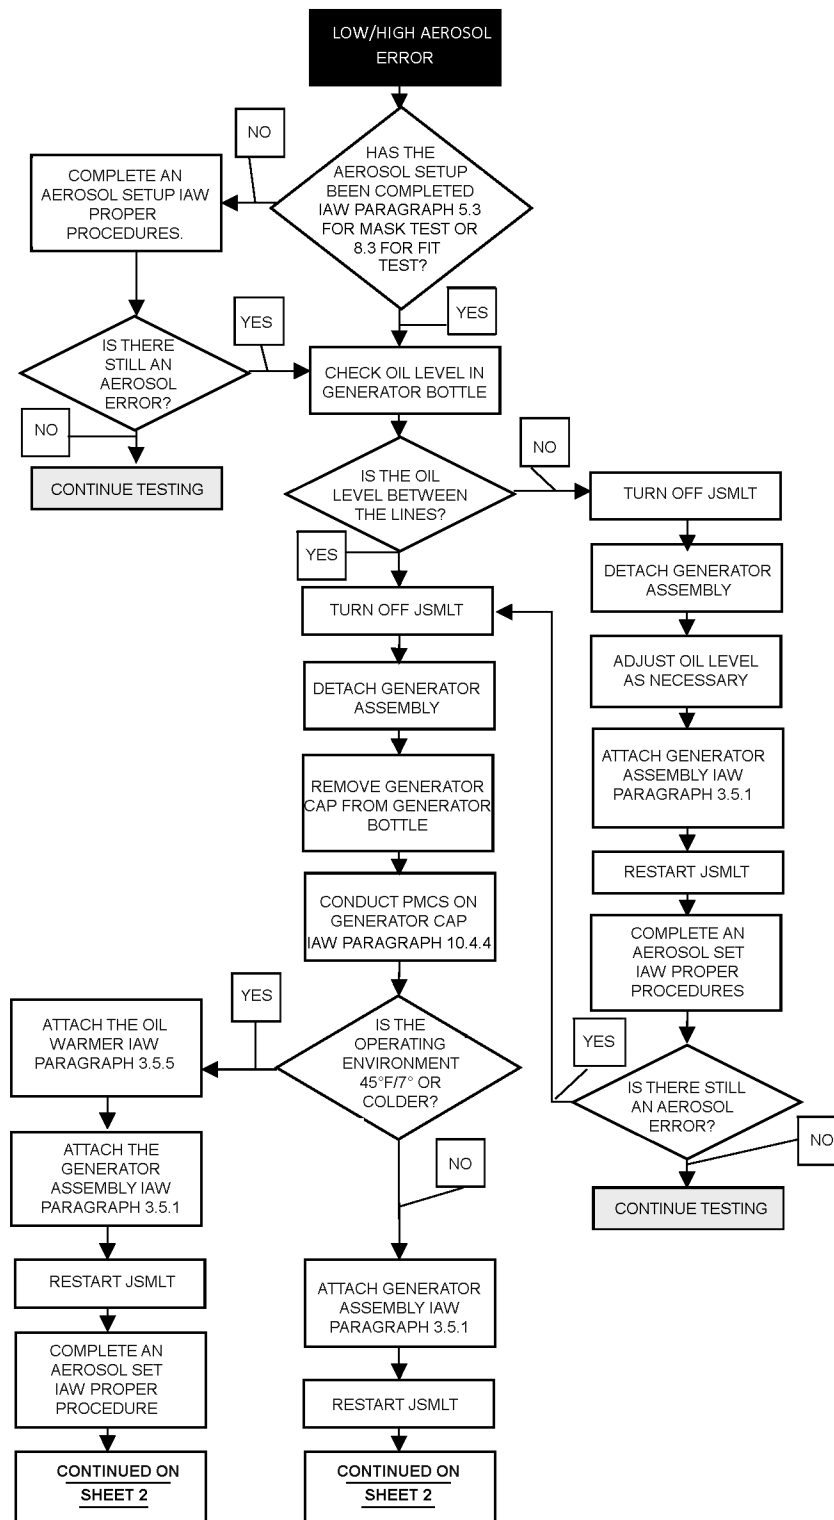 LOW/HIGH AEROSOL
ERROR
NO
HAS THE
AEROSOL SETUP
BEEN COMPLETED
IAW PARAGRAPH 5.3
FOR MASK TEST OR
8.3 FOR FIT
TEST?
COMPLETE AN
AEROSOL SETUP IAW
PROPER
PROCEDURES.
YES
YES
IS THERE
STILL AN
AEROSOL
ERROR?
CHECK OIL LEVEL IN
GENERATOR BOTTLE
NO
CONTINUE TESTING
IS THE OIL
LEVEL BETWEEN
THE LINES?
NO
TURN OFF JSMLT
YES
DETACH GENERATOR
ASSEMBLY
ADJUST OIL LEVEL
AS NECESSARY
ATTACH GENERATOR
ASSEMBLY IAW
PARAGRAPH 3.5.1
RESTART JSMLT
COMPLETE AN
AEROSOL SET
IAW PROPER
PROCEDURES
YES
IS THERE STILL
AN AEROSOL
ERROR?
NO
CONTINUE TESTING
TURN OFF JSMLT
DETACH GENERATOR
ASSEMBLY
REMOVE GENERATOR
CAP FROM GENERATOR
BOTTLE
CONDUCT PMCS ON
GENERATOR CAP
IAW PARAGRAPH 10.4.4
IS THE
OPERATING
ENVIRONMENT
45°F/7° OR
COLDER?
YES
ATTACH THE OIL
WARMER IAW
PARAGRAPH 3.5.5
ATTACH THE
GENERATOR
ASSEMBLY IAW
PARAGRAPH 3.5.1
RESTART JSMLT
COMPLETE AN
AEROSOL SET
IAW PROPER
PROCEDURE
CONTINUED ON
SHEET 2
NO
ATTACH GENERATOR
ASSEMBLY IAW
PARAGRAPH 3.5.1
RESTART JSMLT
CONTINUED ON
SHEET 2